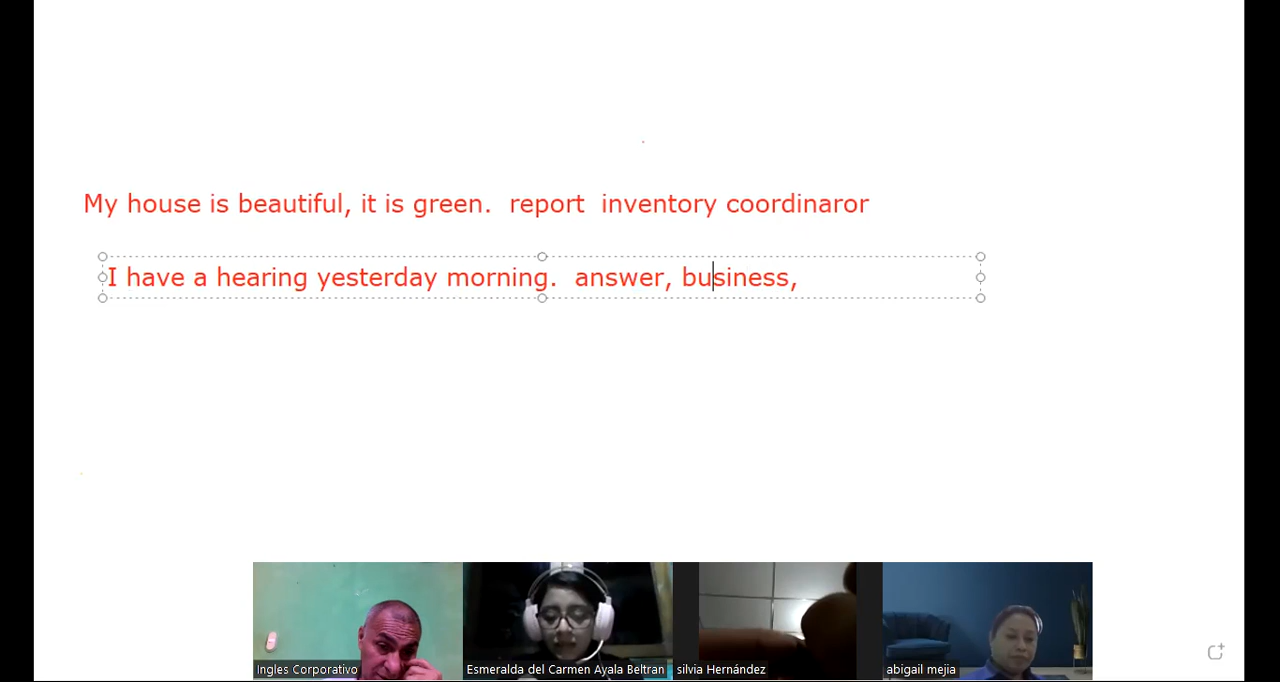 My house is beautiful, it is green.  report  inventory coordinaror
I have a hearing yesterday morning.  answer, business,
Ingles Corporativo
Esmeralda del Carmen Ayala Beltran
silvia Hernández
abigail mejia